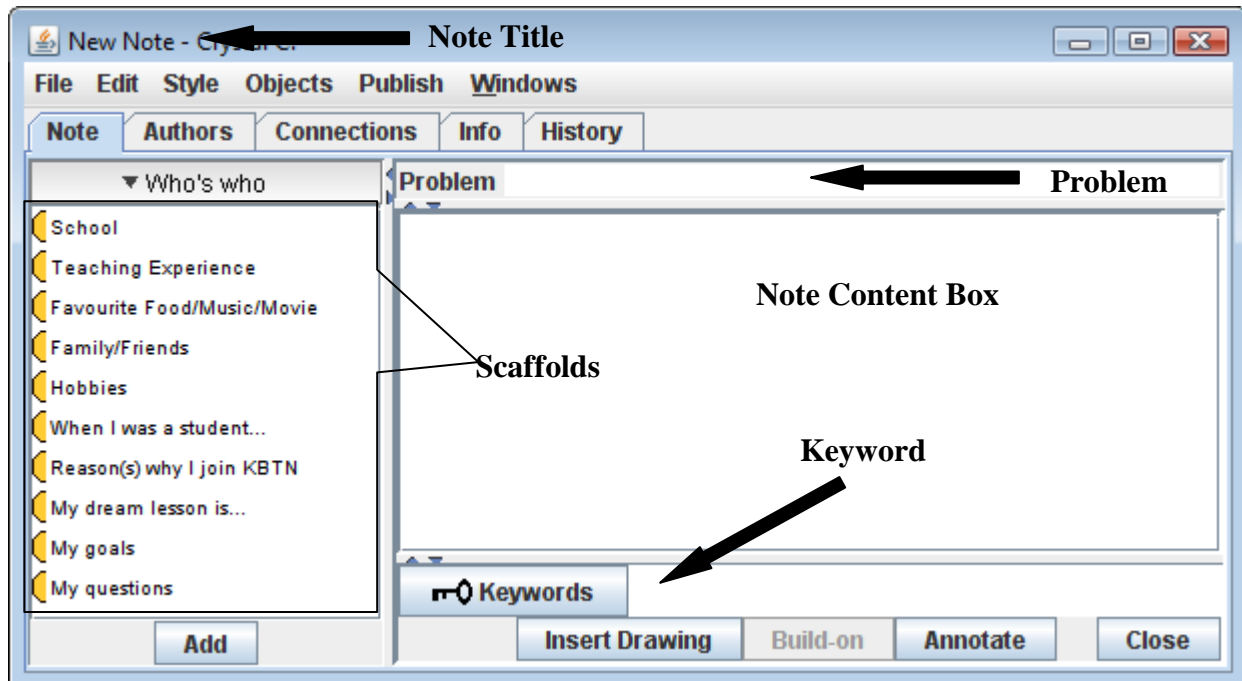 New Note -
Note Title
File Edit Style Objects Publish Windows
Note Authors Connections Info History
Who's who
Problem
Problem
School
Teaching Experience
Favourite Food/Music/Movie
Family/Friends
Hobbies
When I was a student...
Reason(s) why I join KBTN
My dream lesson is...
My goals
My questions
Add
Scaffolds
Note Content Box
Keyword
Keywords
Insert Drawing Build-on Annotate Close